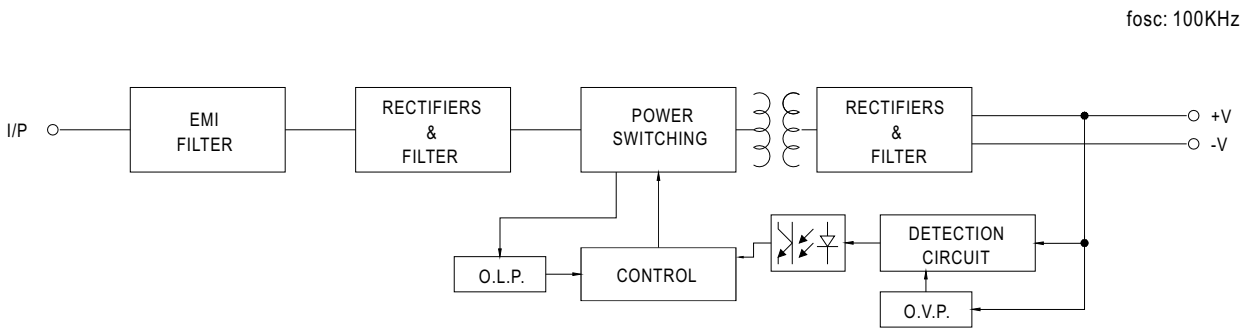 fosc: 100KHz
I/P
EMI
FILTER
RECTIFIERS
&
FILTER
POWER
SWITCHING
RECTIFIERS
&
FILTER
+V
-V
O.L.P.
CONTROL
DETECTION
CIRCUIT
O.V.P.